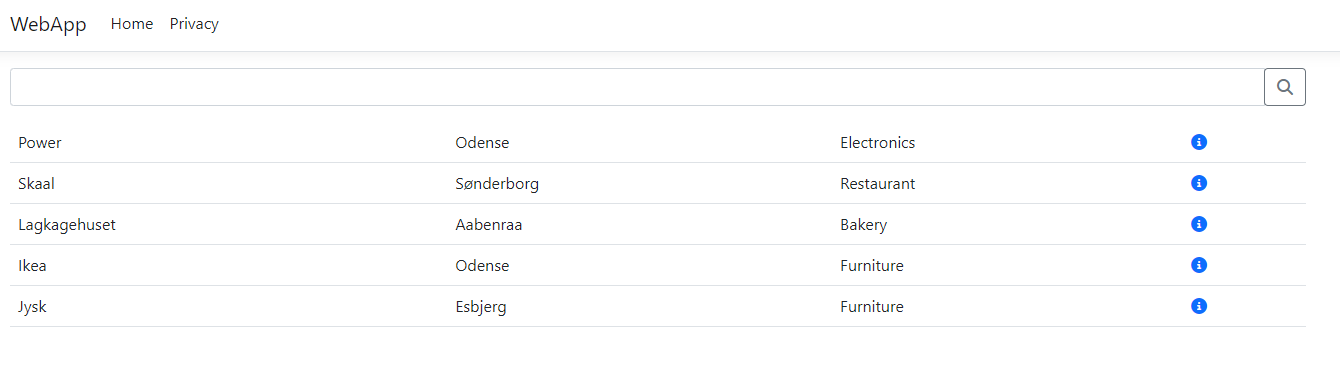 WebApp Home Privacy
Power Odense Electronics
Skaal Sønderborg Restaurant
Lagkagehuset Aabenraa Bakery
Ikea Odense Furniture
Jysk Esbjerg Furniture